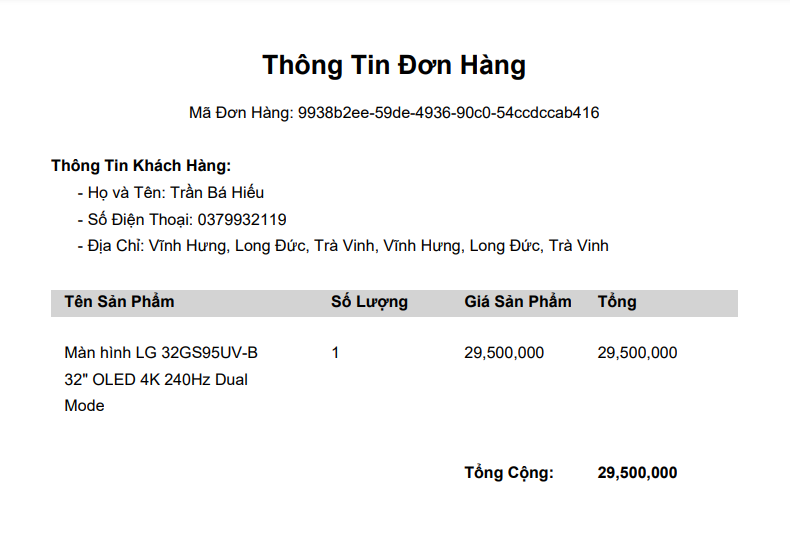 Thông Tin Đơn Hàng
Mã Đơn Hàng: 9938b2ee-59de-4936-90c0-54ccdccab416
Thông Tin Khách Hàng:
- Họ và Tên: Trần Bá Hiếu
- Số Điện Thoại: 0379932119
- Địa Chỉ: Vĩnh Hưng, Long Đức, Trà Vinh, Vĩnh Hưng, Long Đức, Trà Vinh
Tên Sản Phẩm Số Lượng Giá Sản Phẩm Tổng
Màn hình LG 32GS95UV-B 1 29,500,000 29,500,000
32" OLED 4K 240Hz Dual
Mode
Tổng Cộng: 29,500,000